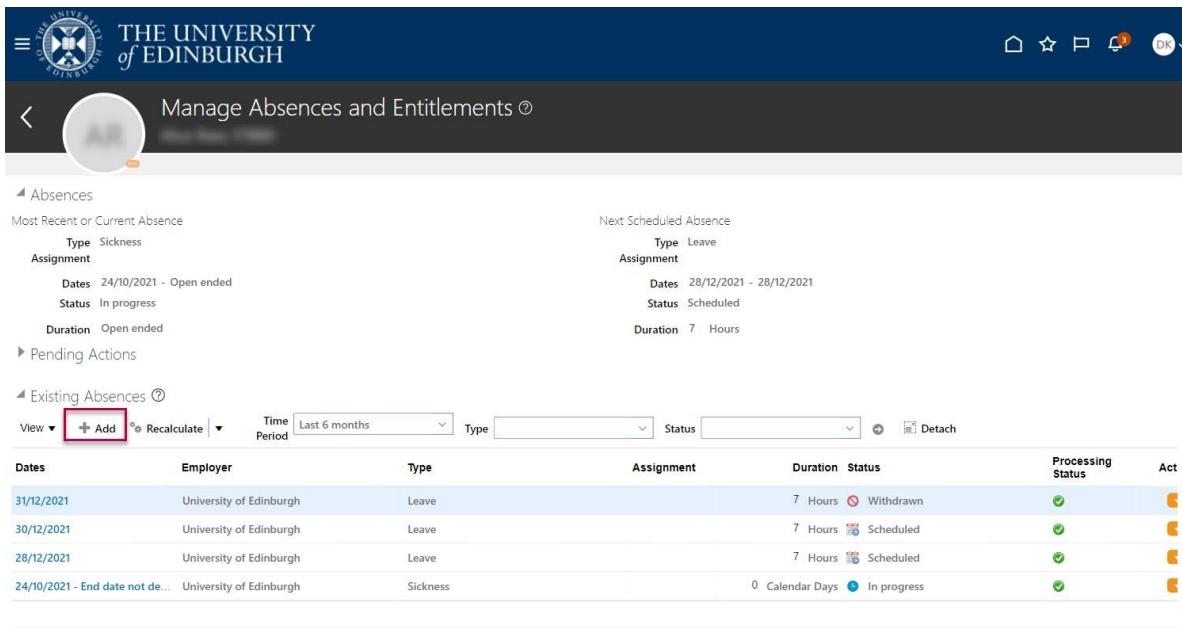 THE UNIVERSITY
of EDINBURGH
3
DK
Manage Absences and Entitlements
Absences
Most Recent or Current Absence
Type Sickness
Assignment
Dates 24/10/2021 - Open ended
Status In progress
Duration Open ended
Next Scheduled Absence
Type Leave
Assignment
Dates 28/12/2021 - 28/12/2021
Status Scheduled
Duration 7 Hours
Pending Actions
Existing Absences
View Add Recalculate Time Period Last 6 months Type Status Detach
Dates Employer Type Assignment Duration Status Processing Status Act
31/12/2021 University of Edinburgh Leave 7 Hours Withdrawn
30/12/2021 University of Edinburgh Leave 7 Hours Scheduled
28/12/2021 University of Edinburgh Leave 7 Hours Scheduled
24/10/2021 - End date not de... University of Edinburgh Sickness 0 Calendar Days In progress